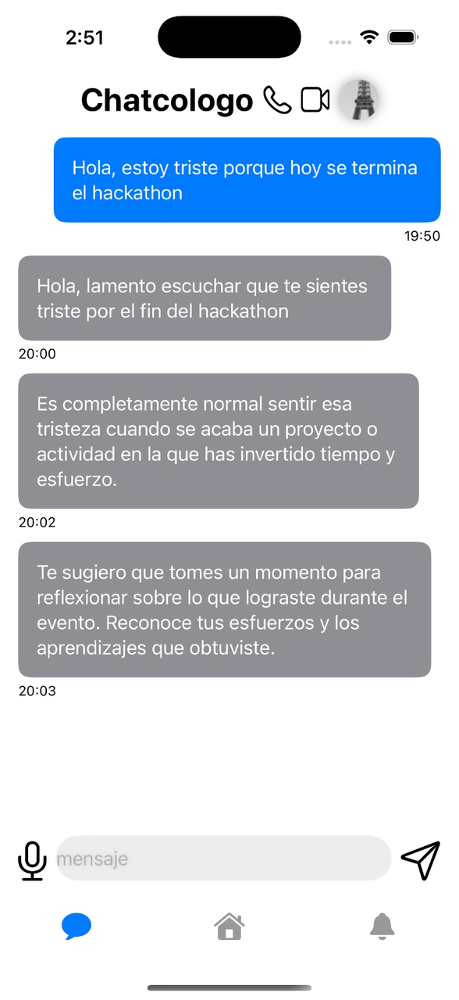 2:51
Chatcologo
Hola, estoy triste porque hoy se termina
el hackathon
19:50
Hola, lamento escuchar que te sientes
triste por el fin del hackathon
20:00
Es completamente normal sentir esa
tristeza cuando se acaba un proyecto o
actividad en la que has invertido tiempo y
esfuerzo.
20:02
Te sugiero que tomes un momento para
reflexionar sobre lo que lograste durante el
evento. Reconoce tus esfuerzos y los
aprendizajes que obtuviste.
20:03
mensaje